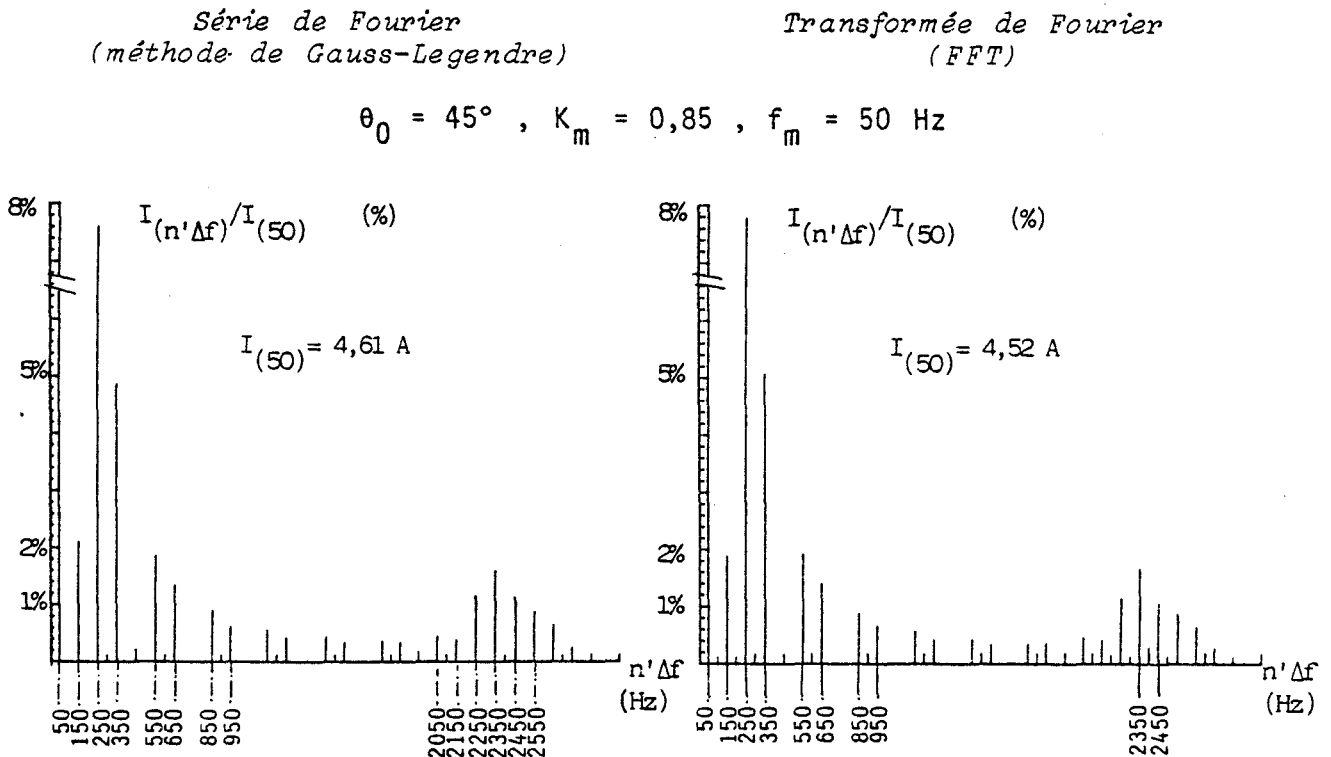 Série de Fourier
(méthode de Gauss-Legendre)
Transformée de Fourier
(FFT)
θ0 = 45° , Km = 0,85 , fm = 50 Hz
8%
I(n'Δf)/I(50) (%)
I(50) = 4,61 A
5%
2%
1%
n'Δf
(Hz)
50
150
250
350
550
650
850
950
2050
2150
2250
2350
2450
2550
8%
I(n'Δf)/I(50) (%)
I(50) = 4,52 A
5%
2%
1%
n'Δf
(Hz)
50
150
250
350
550
650
850
950
2350
2450